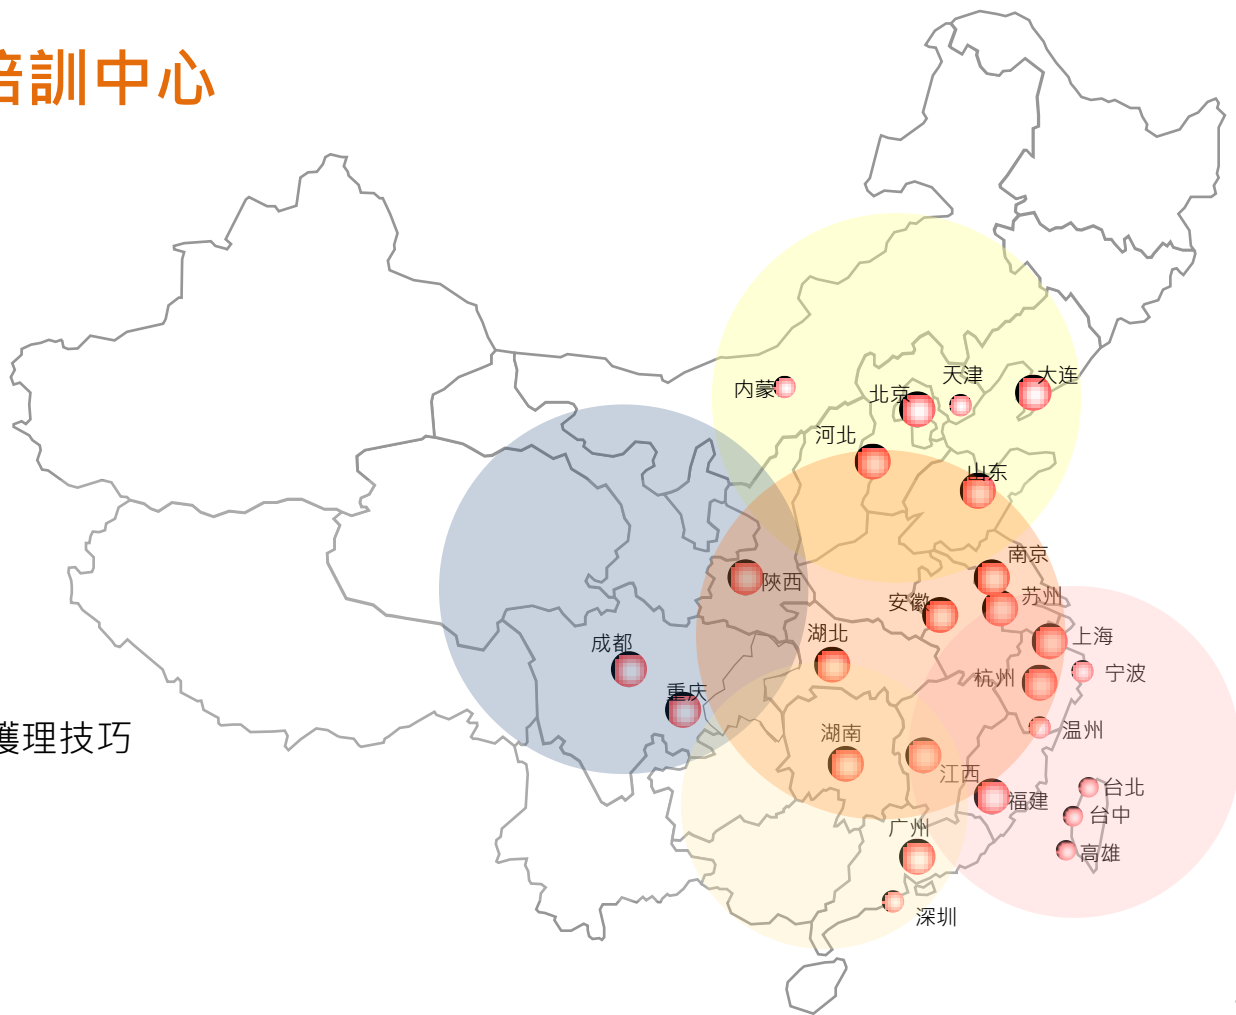 培訓中心
天津
大连
内蒙
北京
河北
山东
南京
陝西
安徽
苏州
湖北
上海
成都
宁波
杭州
重庆
温州
湖南
護理技巧
江西
台北
福建
台中
广州
高雄
深圳